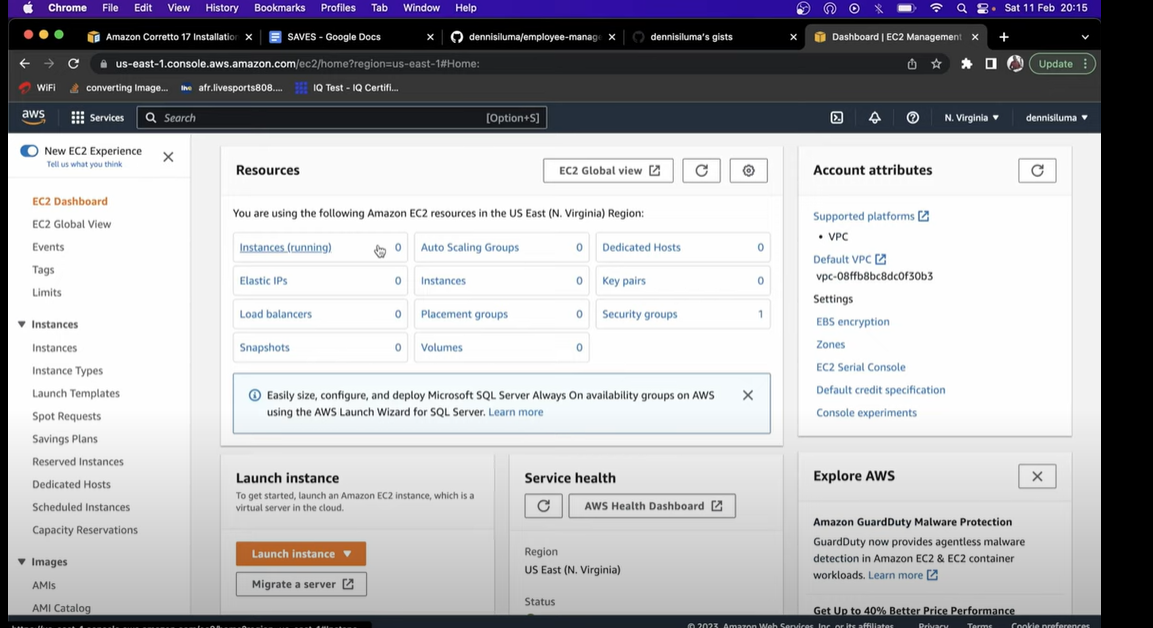 Chrome File Edit View History Bookmarks Profiles Tab Window Help Sat 11 Feb 20:15
Amazon Corretto 17 Installation SAVES - Google Docs dennisiluma/employee-manage dennisiluma's gists Dashboard | EC2 Management
us-east-1.console.aws.amazon.com/ec2/home?region=us-east-1#Home: Update
WiFi converting Image... afr.livesports808.... IQ Test - IQ Certifi...
aws Services Search [Option+S] N. Virginia dennisiluma
New EC2 Experience
Tell us what you think
EC2 Dashboard
EC2 Global View
Events
Tags
Limits
Instances
Instances
Instance Types
Launch Templates
Spot Requests
Savings Plans
Reserved Instances
Dedicated Hosts
Scheduled Instances
Capacity Reservations
Images
AMIs
AMI Catalog
Resources EC2 Global view
You are using the following Amazon EC2 resources in the US East (N. Virginia) Region:
Instances (running) 0 Auto Scaling Groups 0 Dedicated Hosts 0
Elastic IPs 0 Instances 0 Key pairs 0
Load balancers 0 Placement groups 0 Security groups 1
Snapshots 0 Volumes 0
Easily size, configure, and deploy Microsoft SQL Server Always On availability groups on AWS
using the AWS Launch Wizard for SQL Server. Learn more
Launch instance
To get started, launch an Amazon EC2 instance, which is a
virtual server in the cloud.
Launch instance
Migrate a server
Service health
AWS Health Dashboard
Region
US East (N. Virginia)
Status
Account attributes
Supported platforms
• VPC
Default VPC
vpc-08ffb8bc8dc0f30b3
Settings
EBS encryption
Zones
EC2 Serial Console
Default credit specification
Console experiments
Explore AWS
Amazon GuardDuty Malware Protection
GuardDuty now provides agentless malware
detection in Amazon EC2 & EC2 container
workloads. Learn more
Get Up to 40% Better Price Performance
© 2023, Amazon Web Services, Inc. or its affiliates. Privacy Terms Cookie preferences